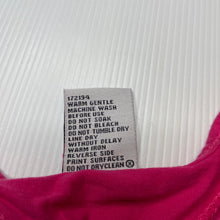 172194
WARM GENTLE
MACHINE WASH
BEFORE USE
DO NOT SOAK
DO NOT BLEACH
DO NOT TUMBLE DRY
LINE DRY
WITHOUT DELAY
WARM IRON
REVERSE SIDE
PRINT SURFACES
DO NOT DRYCLEAN